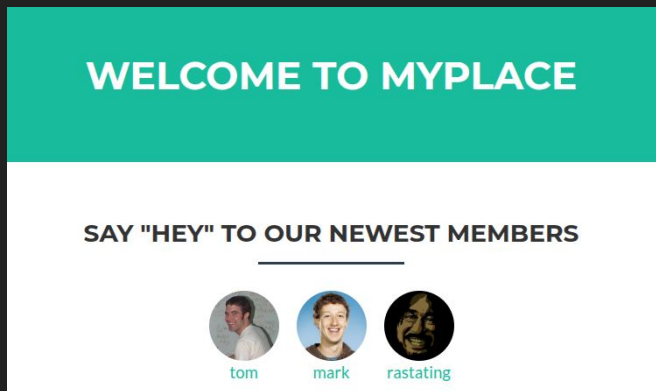 WELCOME TO MYPLACE
SAY "HEY" TO OUR NEWEST MEMBERS
tom mark rastating